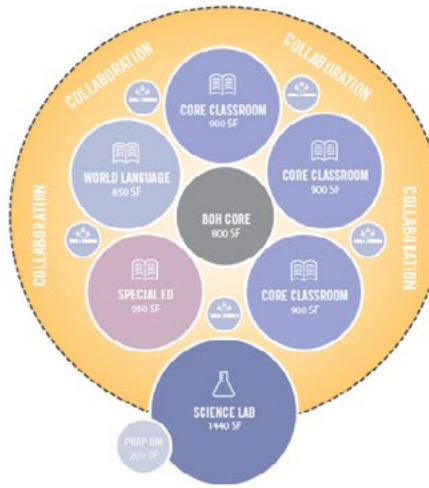 COLLABORATION
COLLABORATION
CORE CLASSROOM
900 SF
WORLD LANGUAGE
850 SF
CORE CLASSROOM
900 SF
BOH CORE
800 SF
COLLABORATION
COLLABORATION
SPECIAL ED
950 SF
CORE CLASSROOM
900 SF
SCIENCE LAB
1440 SF
PREP RM
200 SF